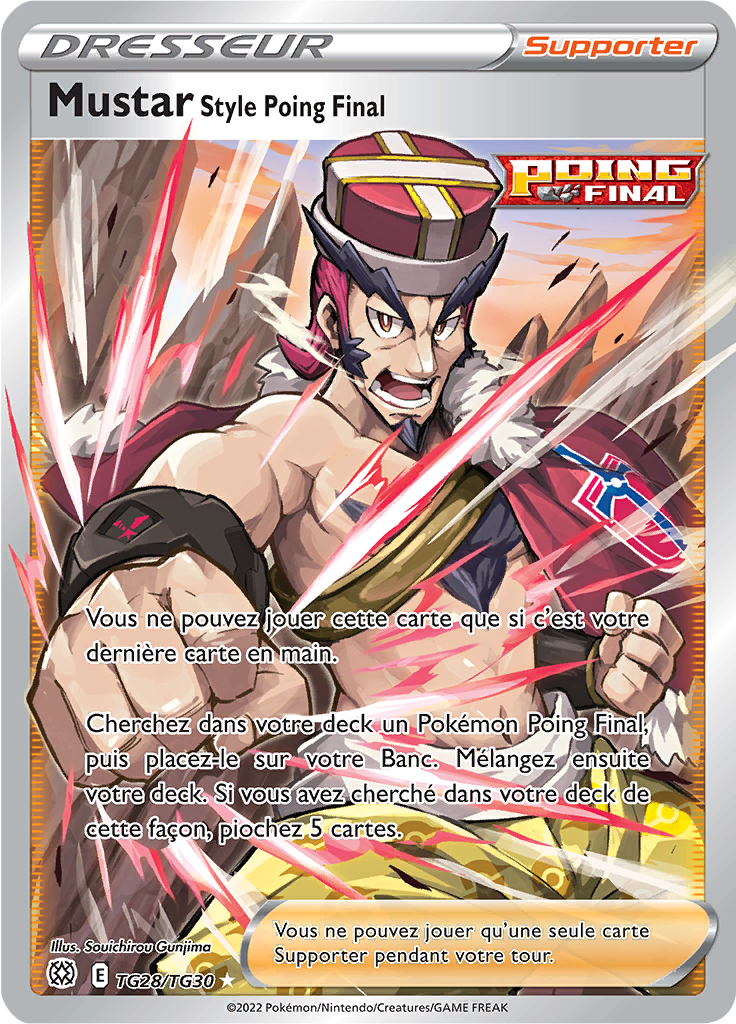 DRESSEUR
Supporter
Mustar Style Poing Final
POING
FINAL
Vous ne pouvez jouer cette carte que si c'est votre
dernière carte en main.
Cherchez dans votre deck un Pokémon Poing Final,
puis placez-le sur votre Banc. Mélangez ensuite
votre deck. Si vous avez cherché dans votre deck de
cette façon, piochez 5 cartes.
Illus. Souichirou Gunjima
E TG28/TG30
Vous ne pouvez jouer qu'une seule carte
Supporter pendant votre tour.
©2022 Pokémon/Nintendo/Creatures/GAME FREAK